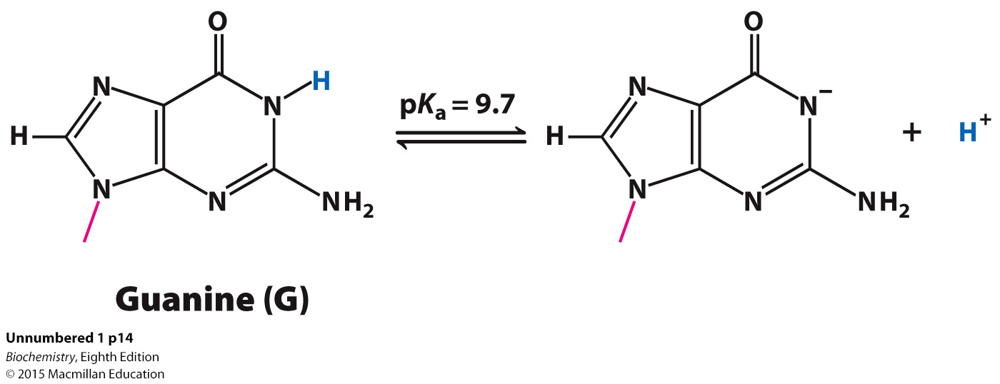 O
O
N
H
N
N
N⁻
pKₐ = 9.7
H
H
+
H⁺
N
N
NH₂
N
N
NH₂
Guanine (G)
Unnumbered 1 p14
Biochemistry, Eighth Edition
© 2015 Macmillan Education